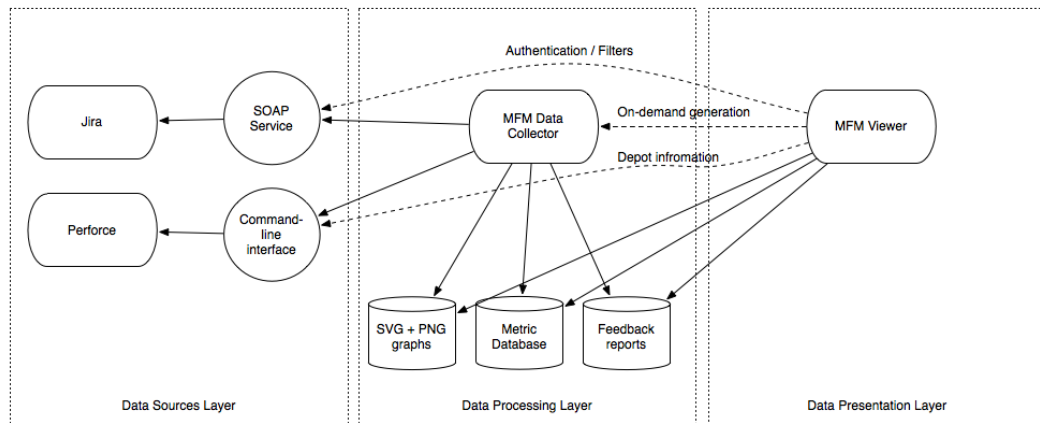 Authentication / Filters
Jira
SOAP
Service
MFM Data
Collector
On-demand generation
MFM Viewer
Depot infromation
Perforce
Command-
line
interface
SVG + PNG
graphs
Metric
Database
Feedback
reports
Data Sources Layer
Data Processing Layer
Data Presentation Layer